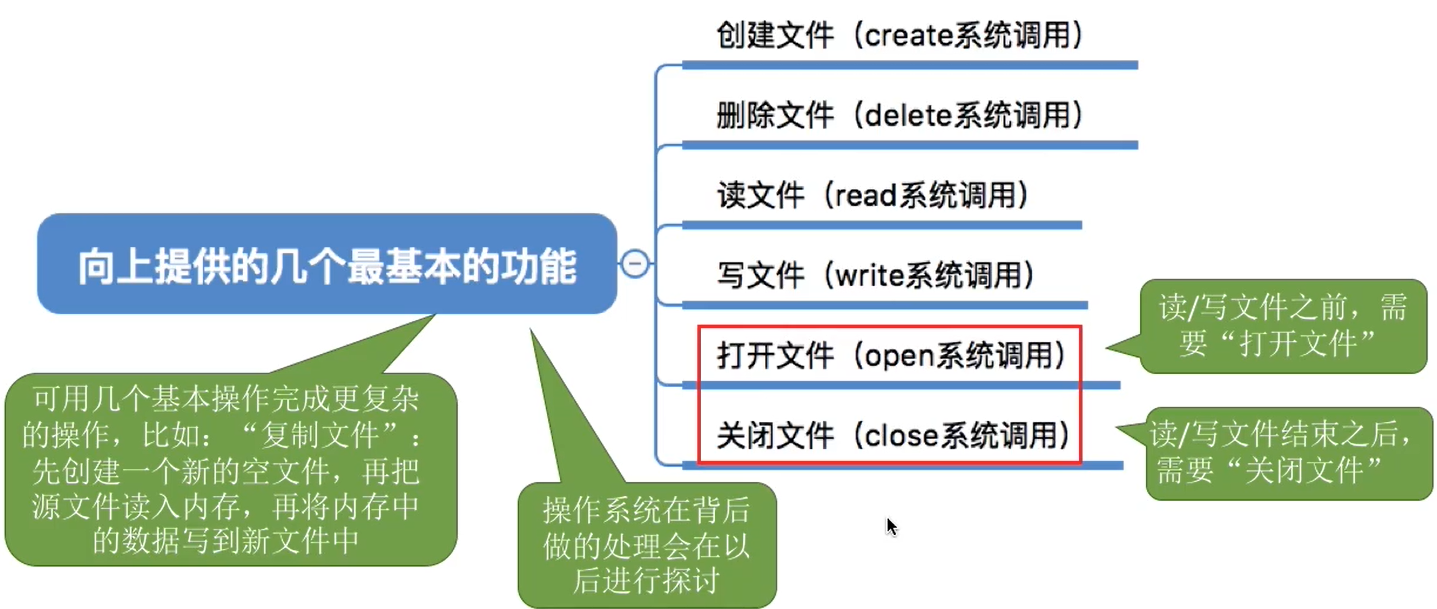 创建文件（create系统调用）
删除文件（delete系统调用）
读文件（read系统调用）
写文件（write系统调用）
打开文件（open系统调用）
关闭文件（close系统调用）
向上提供的几个最基本的功能
读/写文件之前，需
要“打开文件”
读/写文件结束之后，
需要“关闭文件”
可用几个基本操作完成更复杂
的操作，比如：“复制文件”：
先创建一个新的空文件，再把
源文件读入内存，再将内存中
的数据写到新文件中
操作系统在背后
做的处理会在以
后进行探讨